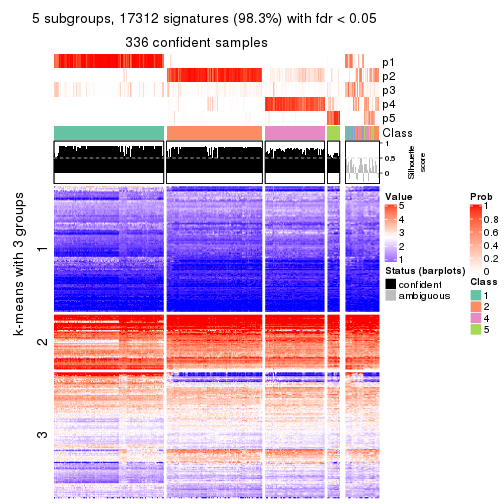 5 subgroups, 17312 signatures (98.3%) with fdr < 0.05
336 confident samples
p1
p2
p3
p4
p5
Class
1
0.5
0
Silhouette
score
k-means with 3 groups
1
2
3
Value
5
4
3
2
1
Status (barplots)
confident
ambiguous
Prob
1
0.8
0.6
0.4
0.2
0
Class
1
2
4
5